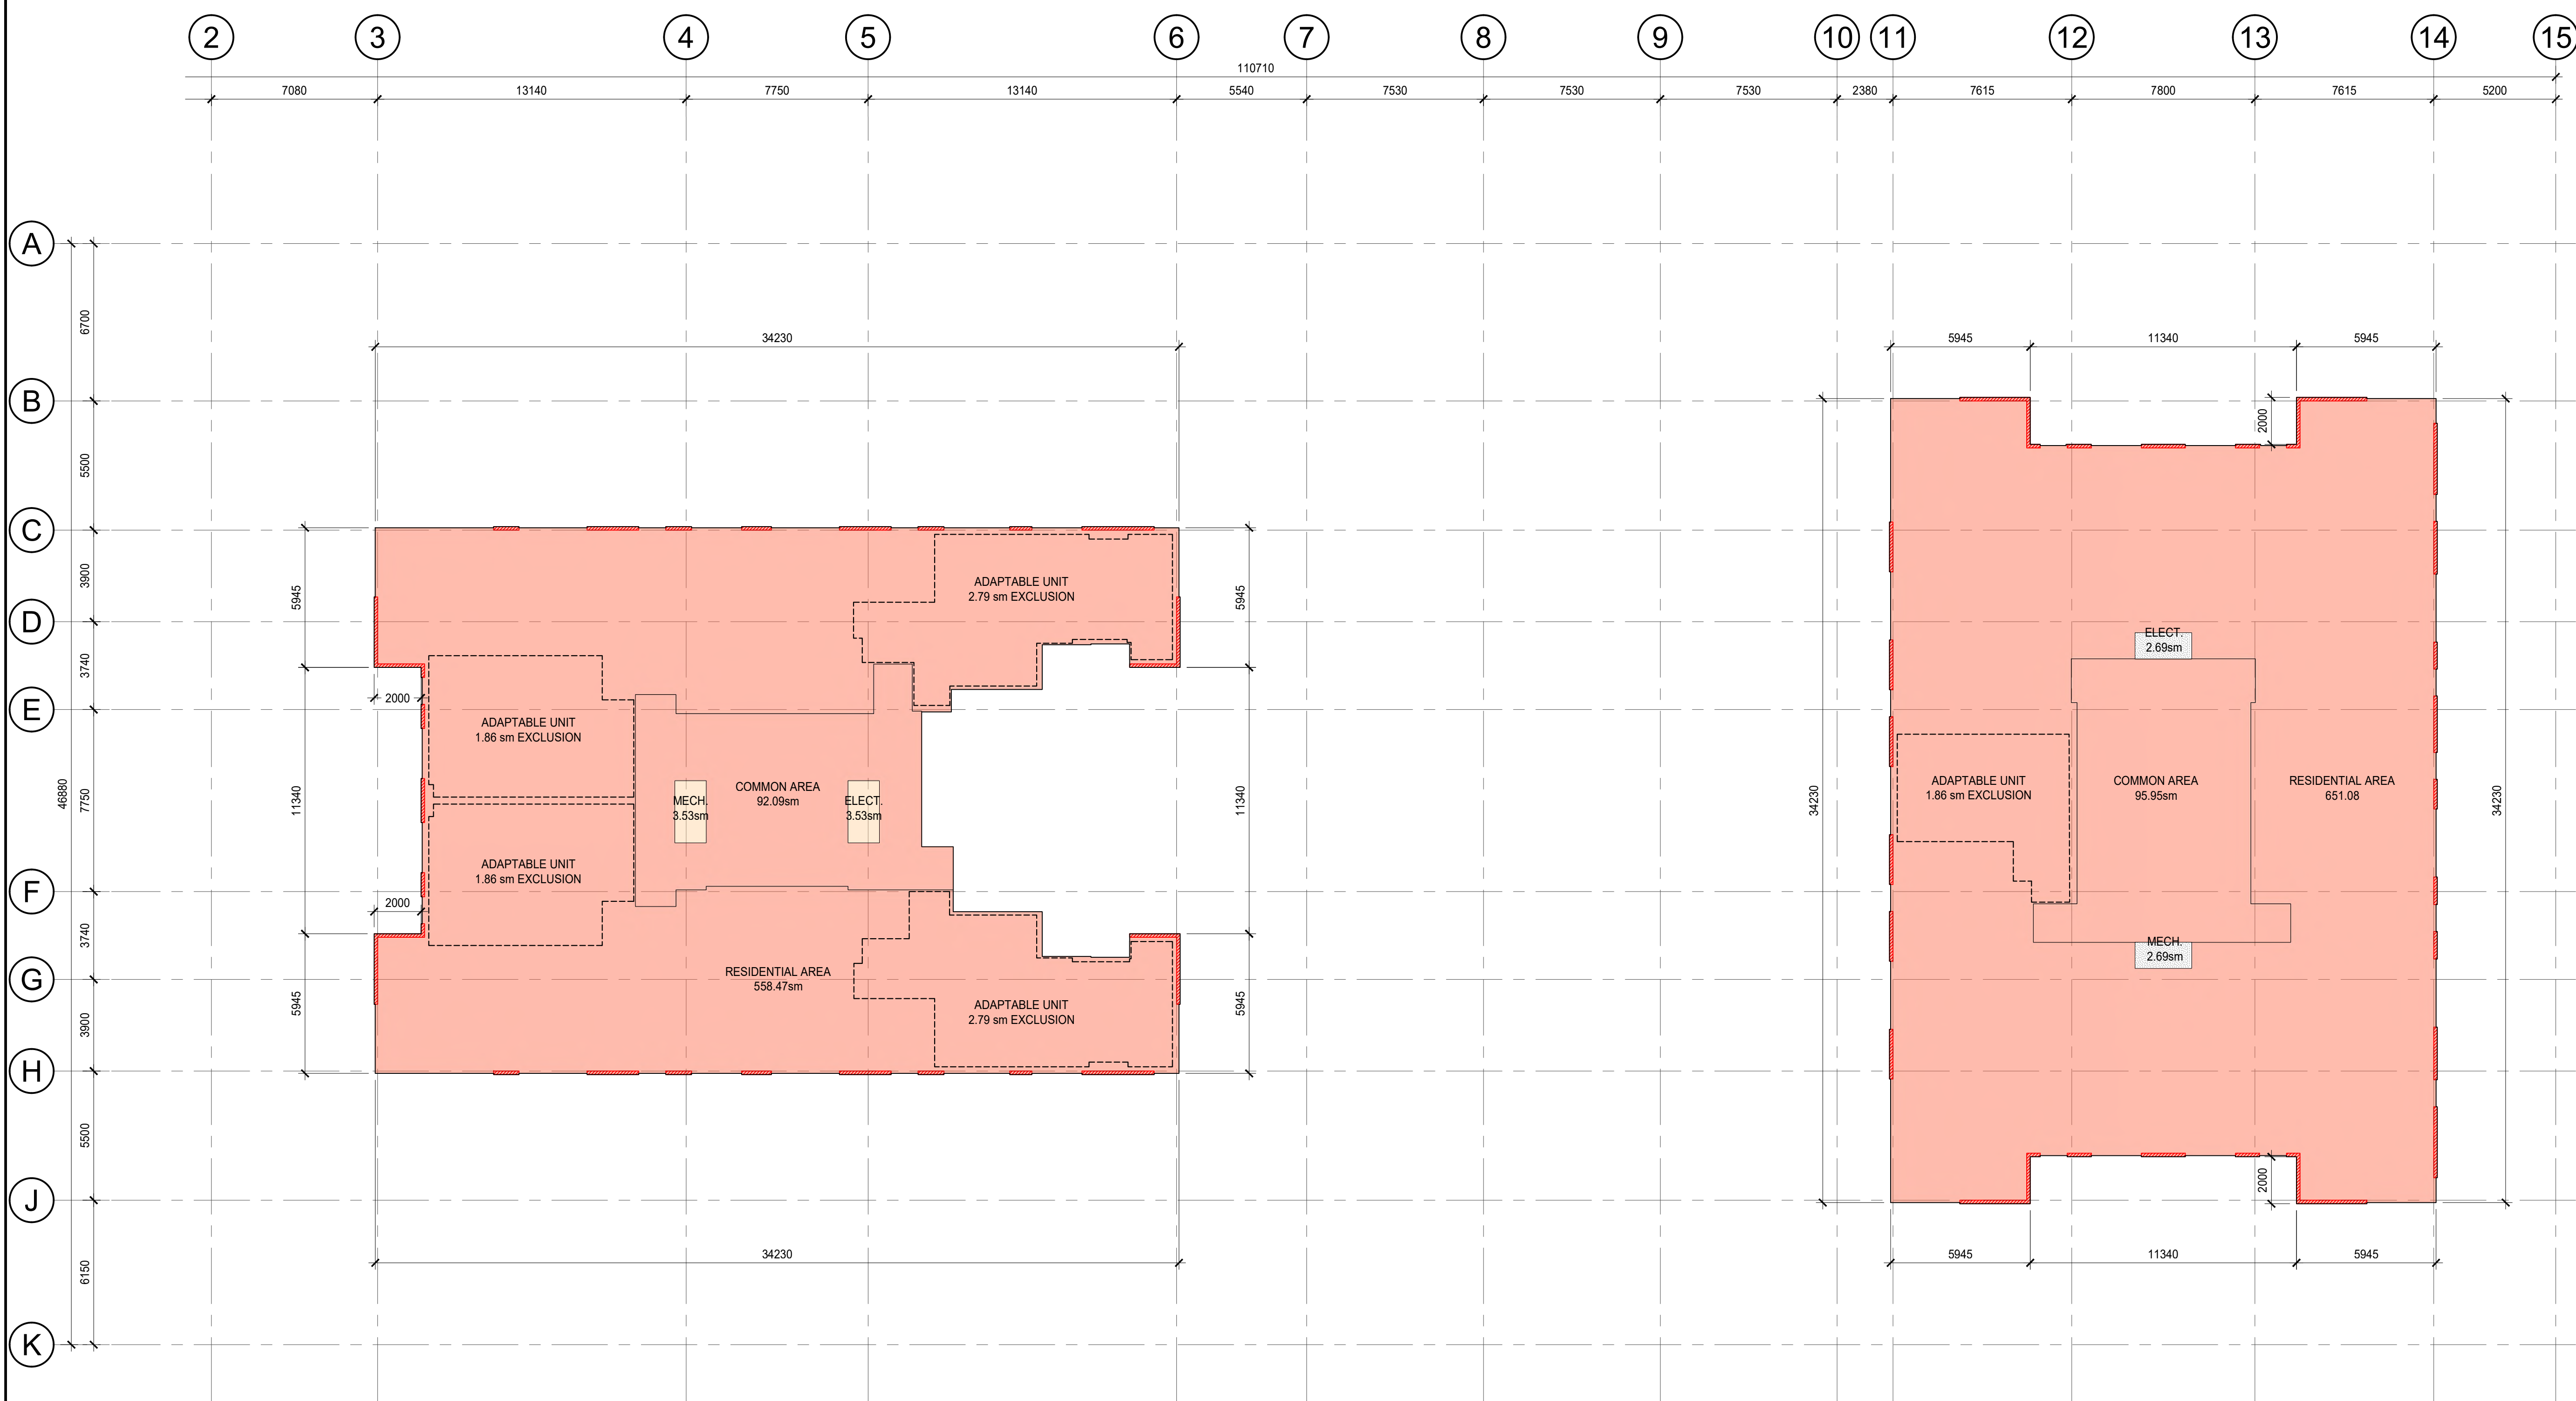 2 3 4 5 6 7 8 9 10 11 12 13 14 15
110710
7080 13140 7750 13140 5540 7530 7530 7530 2380 7615 7800 7615 5200
A
6700
34230
5945 11340 5945
B
2000
5500
C
3900
5945
ADAPTABLE UNIT
2.79 sm EXCLUSION
5945
D
ELECT.
2.69sm
3740
2000
E
ADAPTABLE UNIT
1.86 sm EXCLUSION
46880
7750
11340
MECH.
3.53sm
COMMON AREA
92.09sm
ELECT.
3.53sm
11340
34230
ADAPTABLE UNIT
1.86 sm EXCLUSION
COMMON AREA
95.95sm
RESIDENTIAL AREA
651.08
34230
ADAPTABLE UNIT
1.86 sm EXCLUSION
F
2000
3740
MECH.
2.69sm
G
RESIDENTIAL AREA
558.47sm
3900
5945
ADAPTABLE UNIT
2.79 sm EXCLUSION
5945
H
5500
2000
J
34230
5945 11340 5945
6150
K